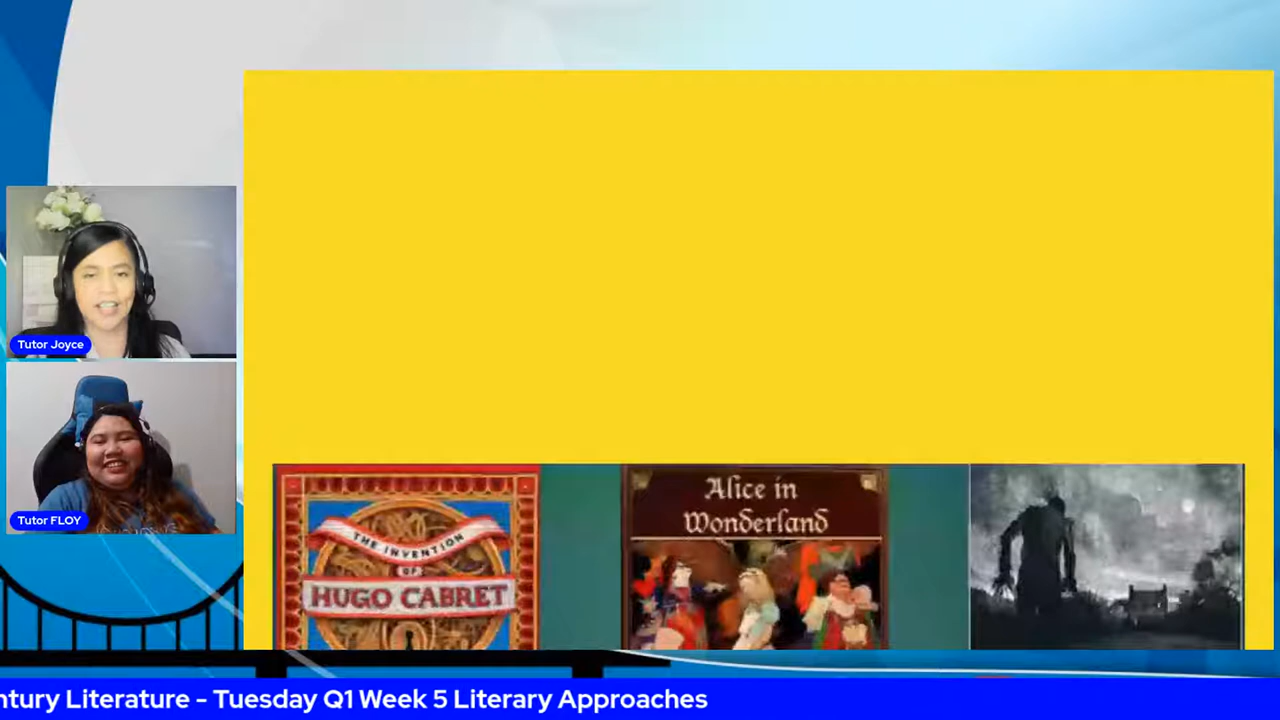 Tutor Joyce
Tutor FLOY
THE INVENTION
OF
HUGO CABRET
Alice in
Wonderland
ntury Literature - Tuesday Q1 Week 5 Literary Approaches